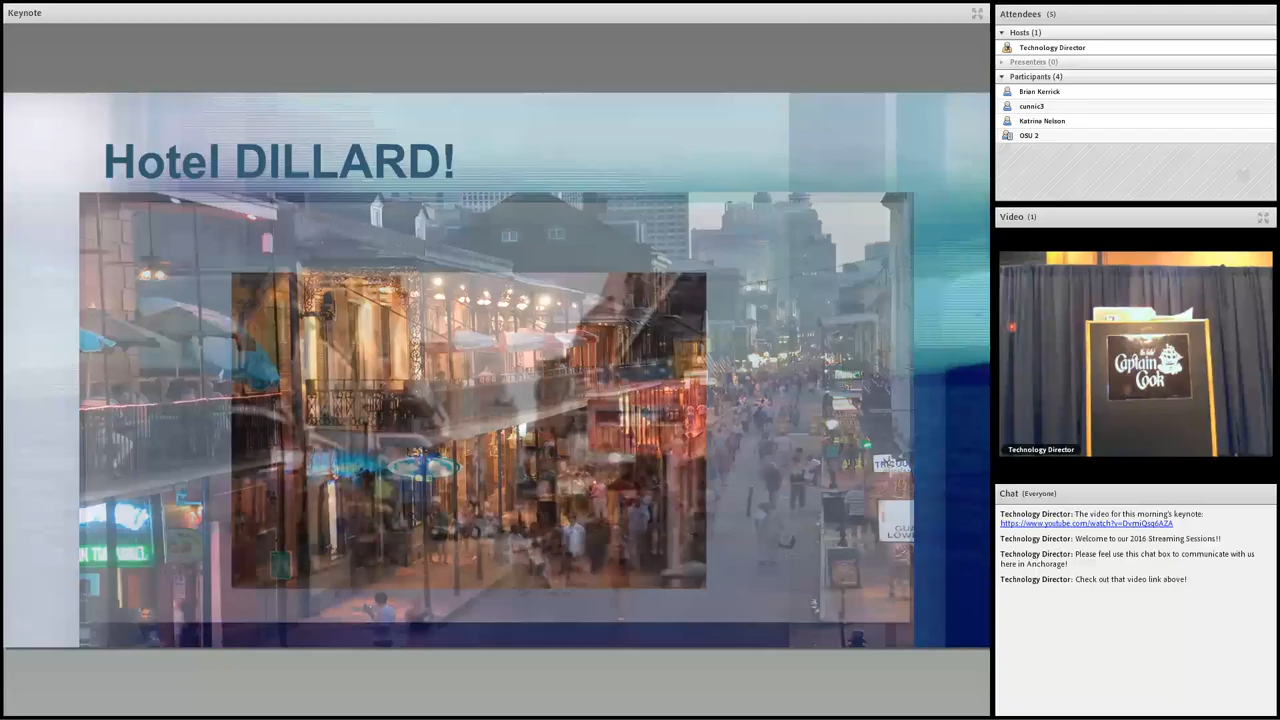 Keynote
Hotel DILLARD!
Attendees (5)
Hosts (1)
Technology Director
Presenters (0)
Participants (4)
Brian Kerrick
cunnic3
Katrina Nelson
OSU 2
Video (1)
Captain
Cook
Technology Director
Chat (Everyone)
Technology Director: The video for this morning's keynote:
https://www.youtube.com/watch?v=DvmiQsq6AZA
Technology Director: Welcome to our 2016 Streaming Sessions!!
Technology Director: Please feel use this chat box to communicate with us
here in Anchorage!
Technology Director: Check out that video link above!